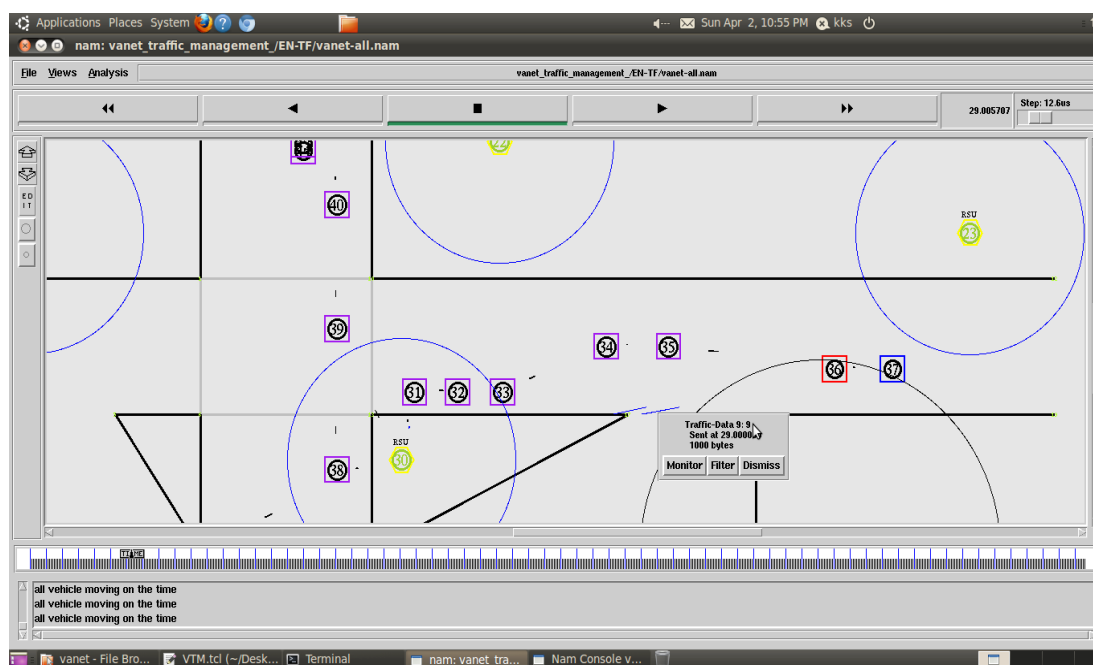 Applications Places System Sun Apr 2, 10:55 PM kks
nam: vanet_traffic_management_/EN-TF/vanet-all.nam
File Views Analysis vanet_traffic_management_/EN-TF/vanet-all.nam
29.005707 Step: 12.6us
ED
IT
22
40
RSU
23
39
34 35
36 37
31 32 33
Traffic-Data 9: 9
Sent at
1000 bytes
Monitor Filter Dismiss
RSU
30
38
TIME
all vehicle moving on the time
all vehicle moving on the time
all vehicle moving on the time
vanet - File Bro... VTM.tcl (~/Desk... Terminal nam: vanet_tra... Nam Console v...